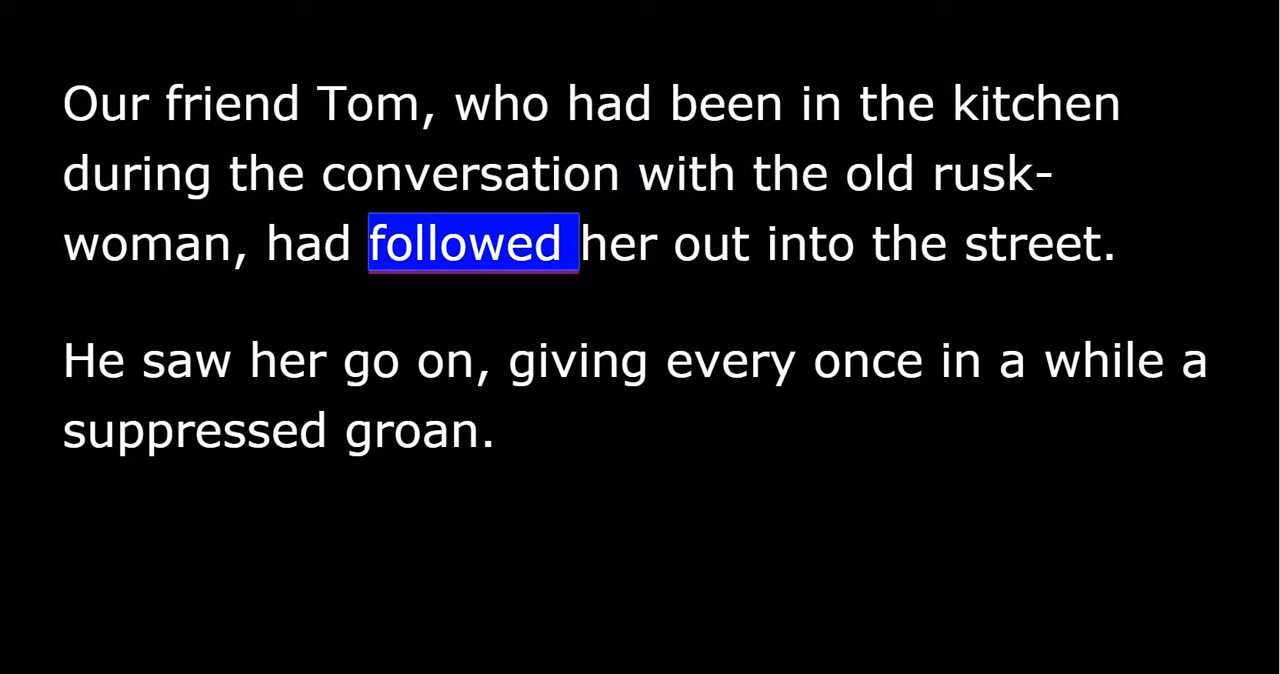 Our friend Tom, who had been in the kitchen
during the conversation with the old rusk-
woman, had followed her out into the street.
He saw her go on, giving every once in a while a
suppressed groan.